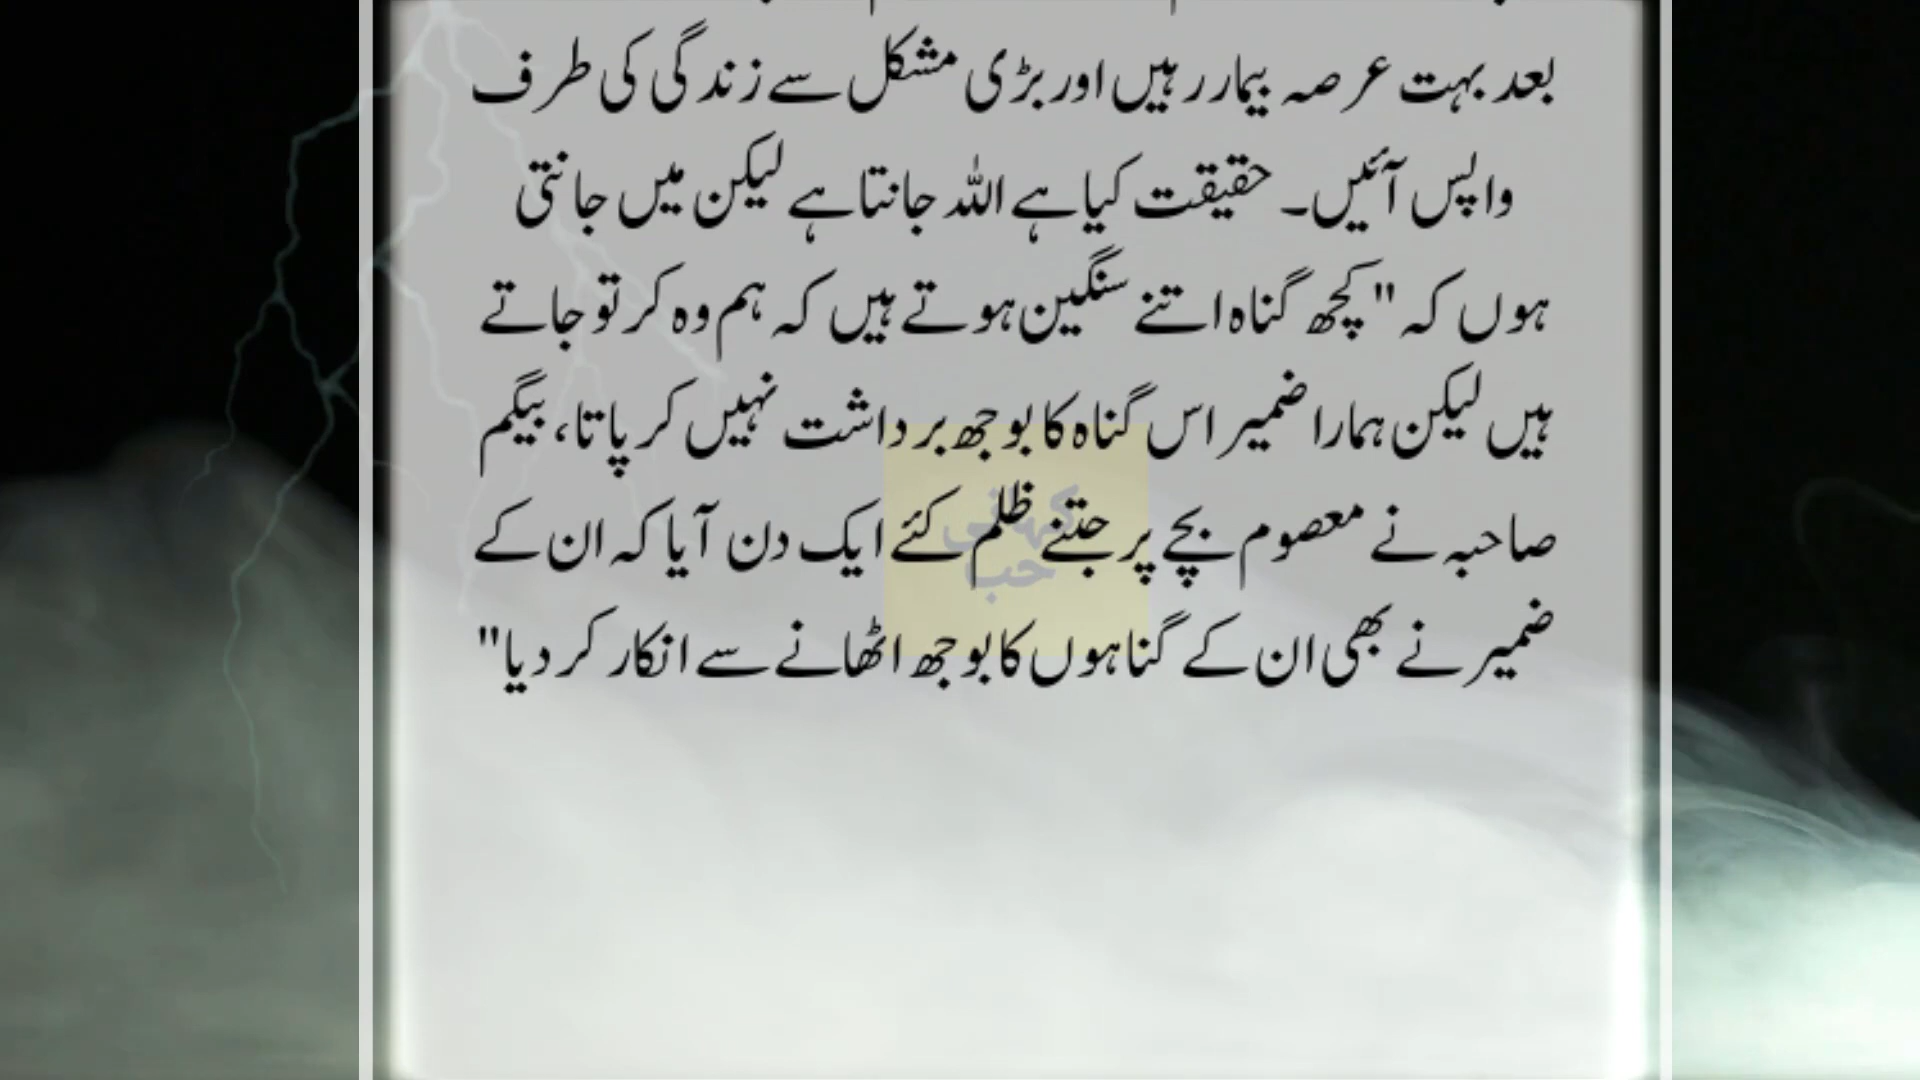 بعد بہت عرصہ بیمار رہیں اور بڑی مشکل سے زندگی کی طرف
واپس آئیں۔ حقیقت کیا ہے اللہ جانتا ہے لیکن میں جانتی
ہوں کہ "کچھ گناہ اتنے سنگین ہوتے ہیں کہ ہم وہ کر تو جاتے
ہیں لیکن ہمارا ضمیر اس گناہ کا بوجھ برداشت نہیں کر پاتا، بیگم
صاحبہ نے معصوم بچے پر جتنے ظلم کئے ایک دن آیا کہ ان کے
ضمیر نے بھی ان کے گناہوں کا بوجھ اٹھانے سے انکار کر دیا"
کہانی
حب